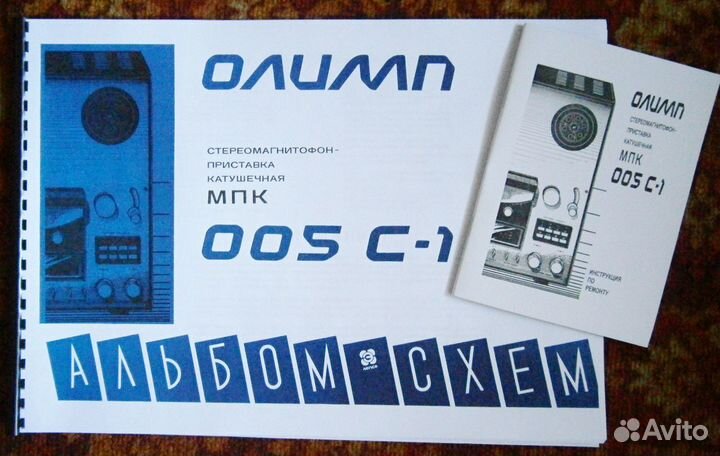 ОЛИМП
СТЕРЕОМАГНИТОФОН-
ПРИСТАВКА
КАТУШЕЧНАЯ
МПК
005 С-1
АЛЬБОМ СХЕМ
ЛЕПСЕ
ОЛИМП
СТЕРЕОМАГНИТОФОН-
ПРИСТАВКА
КАТУШЕЧНАЯ
МПК
005 С-1
ИНСТРУКЦИЯ
ПО
РЕМОНТУ
Avito